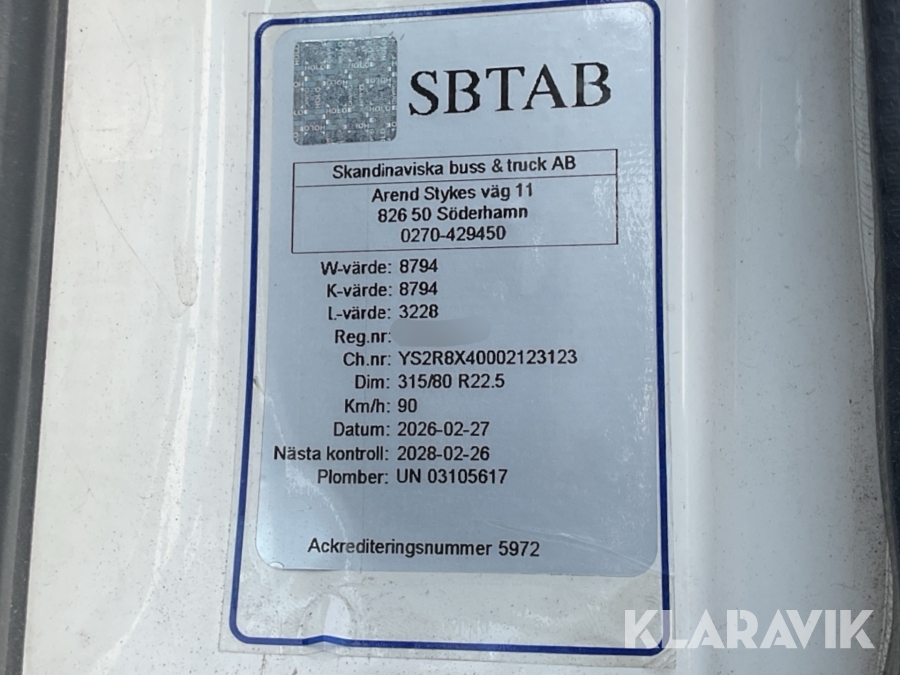 SBTAB
Skandinaviska buss & truck AB
Arend Stykes väg 11
826 50 Söderhamn
0270-429450
W-värde: 8794
K-värde: 8794
L-värde: 3228
Reg.nr:
Ch.nr: YS2R8X40002123123
Dim: 315/80 R22.5
Km/h: 90
Datum: 2026-02-27
Nästa kontroll: 2028-02-26
Plomber: UN 03105617
Ackrediteringsnummer 5972
KLARAVIK